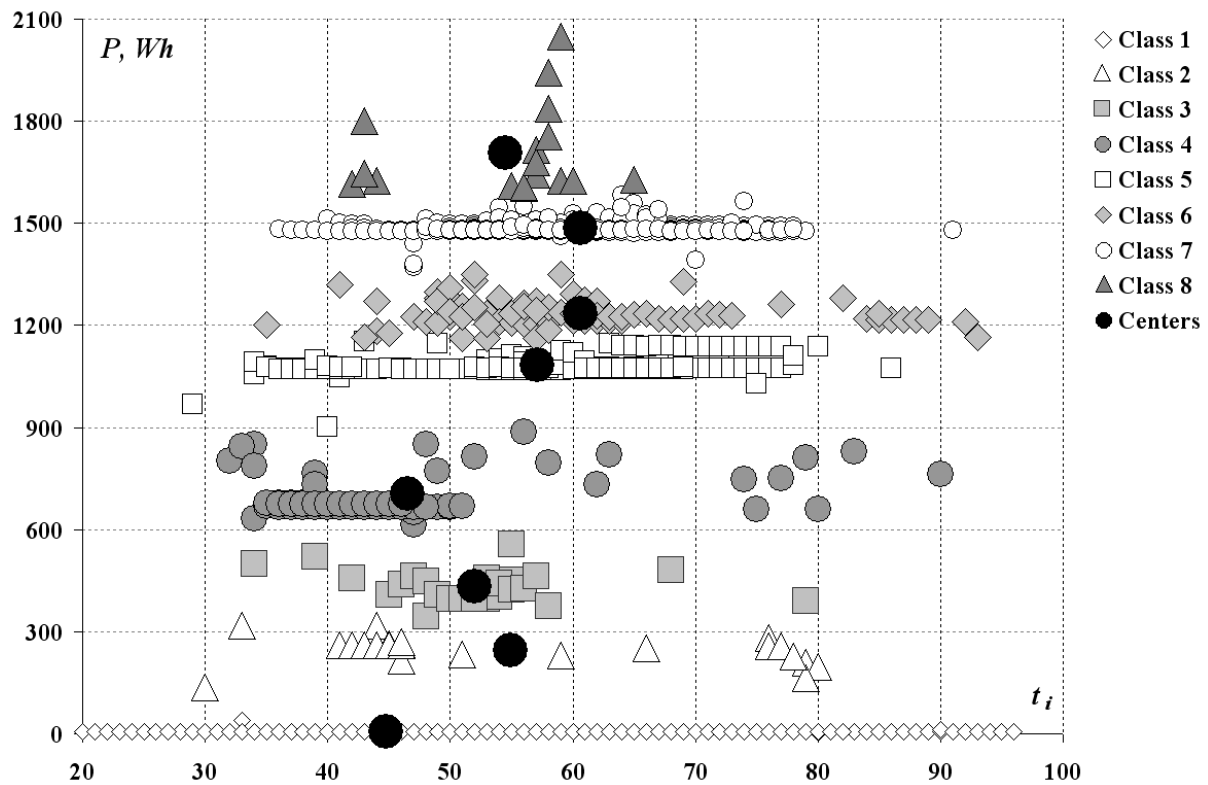 2100
P, Wh
1800
1500
1200
900
600
300
0
t i
20 30 40 50 60 70 80 90 100
Class 1
Class 2
Class 3
Class 4
Class 5
Class 6
Class 7
Class 8
Centers